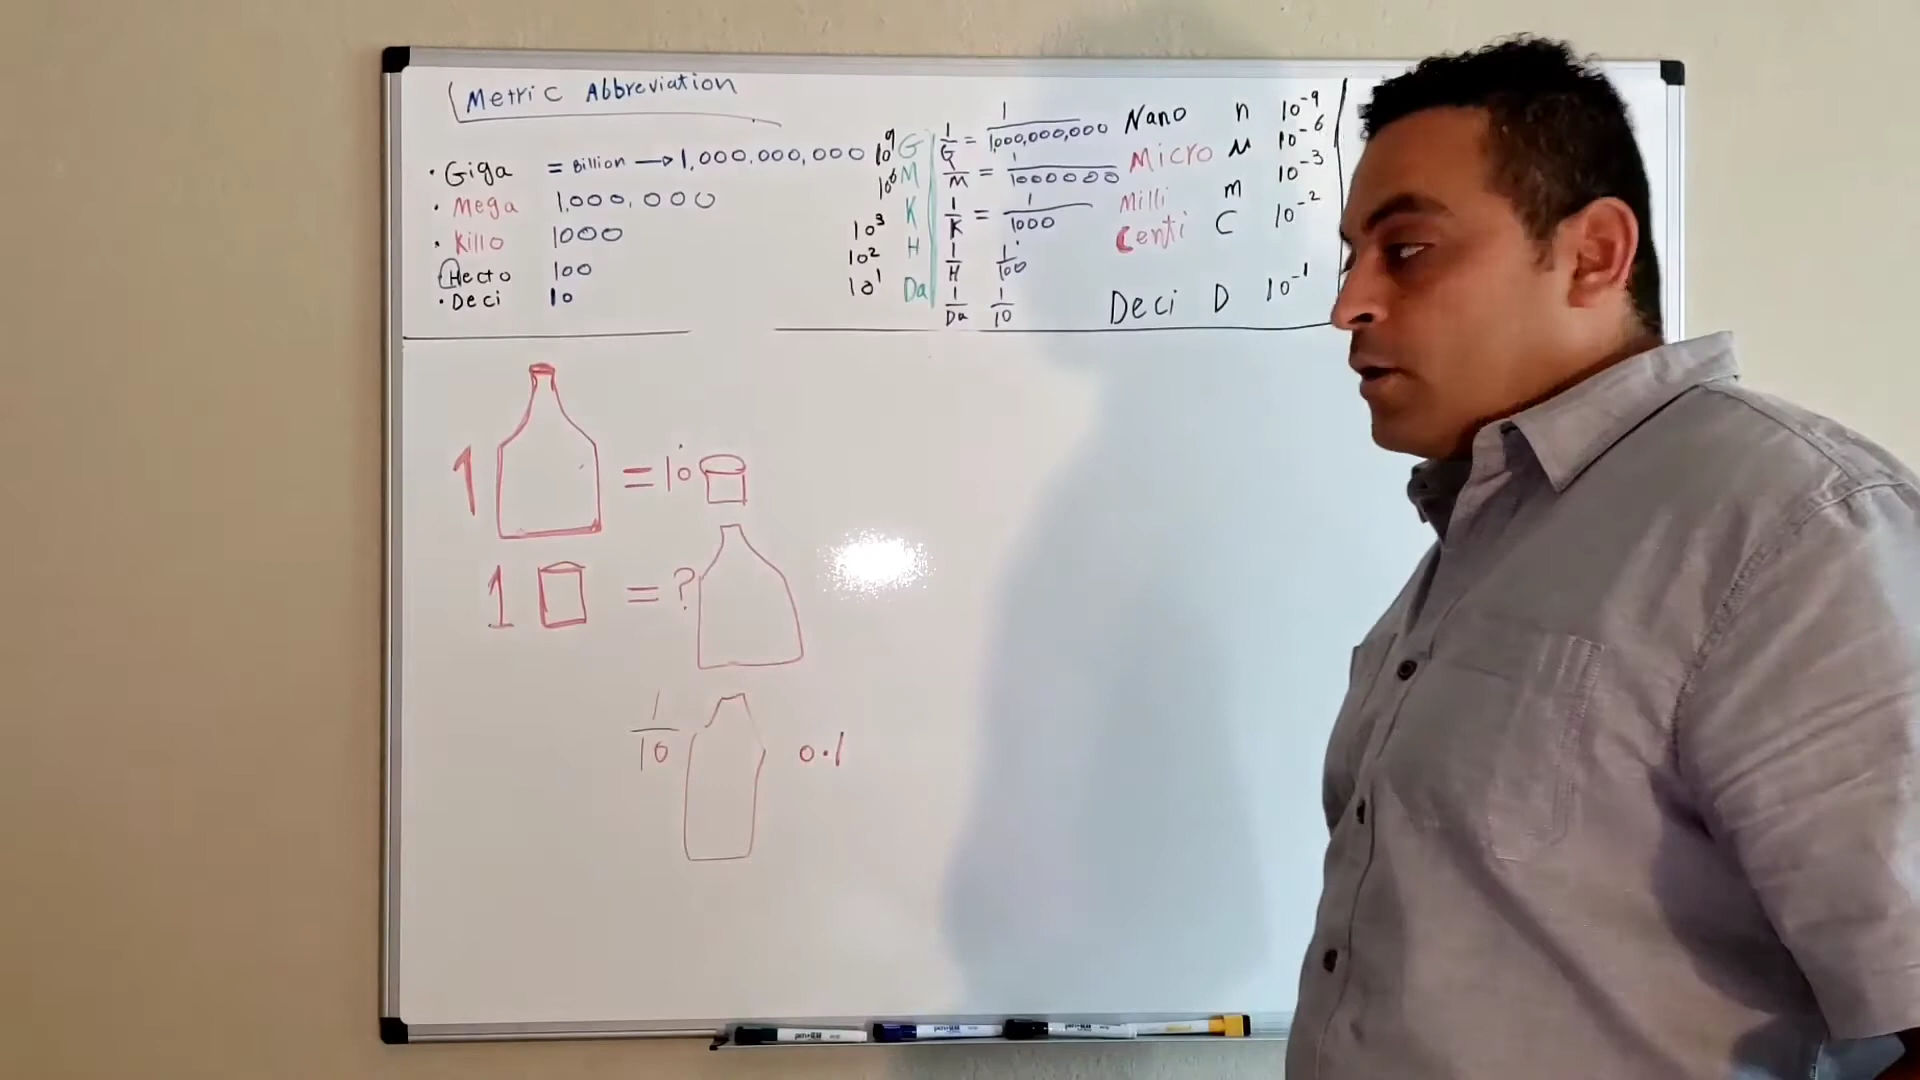 Metric Abbreviation
• Giga = Billion → 1,000,000,000 10⁹ G
• Mega 1,000,000 10⁶ M
• Killo 1000 10³ K
Hecto 100 10² H
• Deci 10 10¹ Da
1/G = 1/1,000,000,000 Nano n 10⁻⁹
1/M = 1/1000000 Micro μ 10⁻⁶
1/K = 1/1000 Milli m 10⁻³
1/H 1/100 Centi C 10⁻²
1/Da 1/10 Deci D 10⁻¹
1 = 10
1 = ?
1/10 0.1